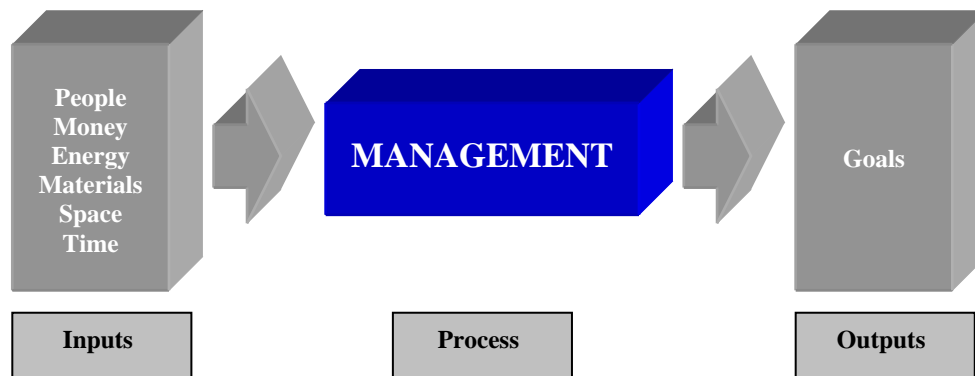 People
Money
Energy
Materials
Space
Time
MANAGEMENT
Goals
Inputs
Process
Outputs